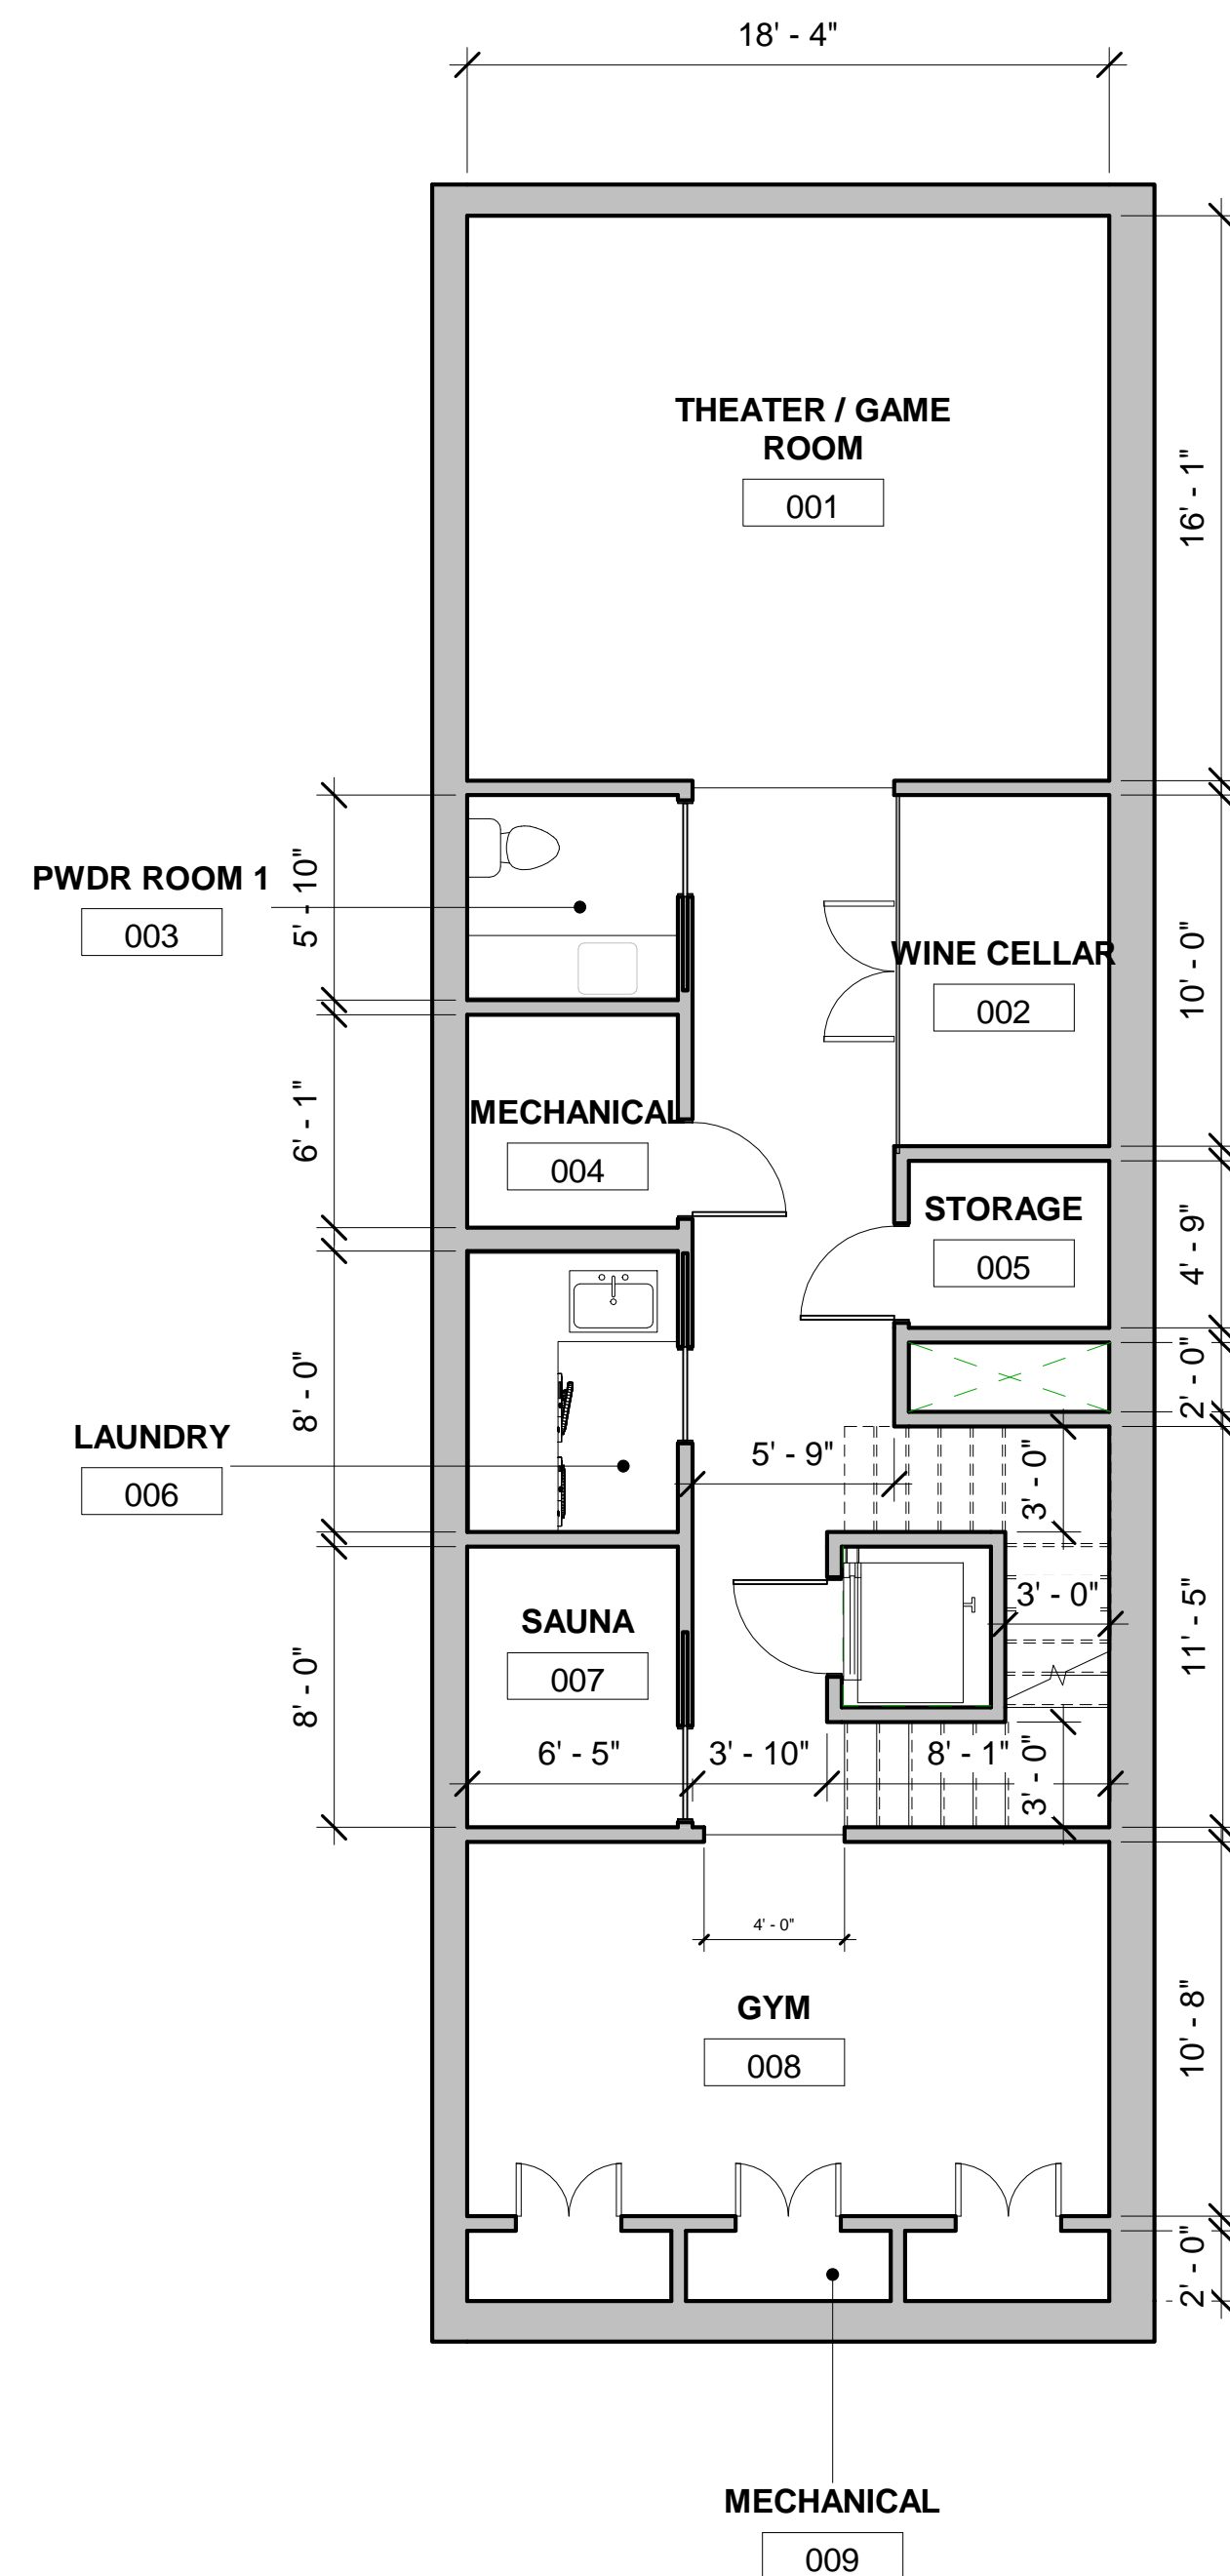 18' - 4"
THEATER / GAME
ROOM
001
16' - 1"
PWDR ROOM 1
003
5' - 10"
WINE CELLAR
002
10' - 0"
MECHANICAL
004
6' - 1"
STORAGE
005
4' - 9"
2' - 0"
LAUNDRY
006
8' - 0"
5' - 9"
3' - 0"
3' - 0"
11' - 5"
SAUNA
007
8' - 0"
6' - 5"
3' - 10"
8' - 1"
3' - 0"
4' - 0"
GYM
008
10' - 8"
2' - 0"
MECHANICAL
009